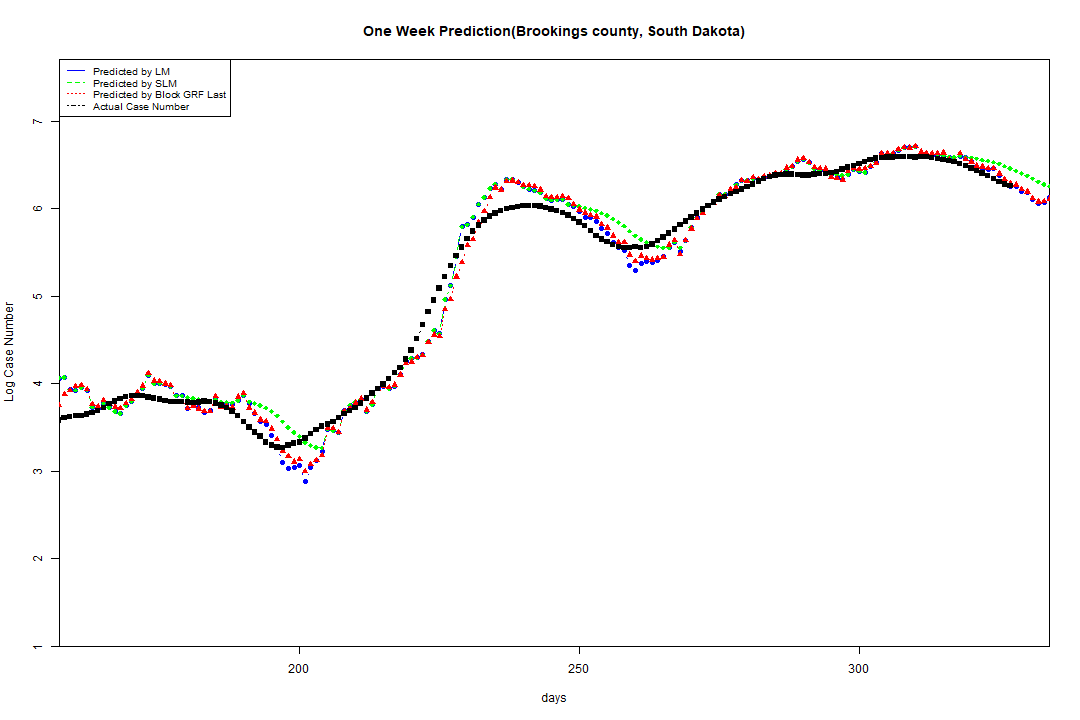 One Week Prediction(Brookings county, South Dakota)
Predicted by LM
Predicted by SLM
Predicted by Block GRF Last
Actual Case Number
7
6
5
4
3
2
1
Log Case Number
200 250 300
days